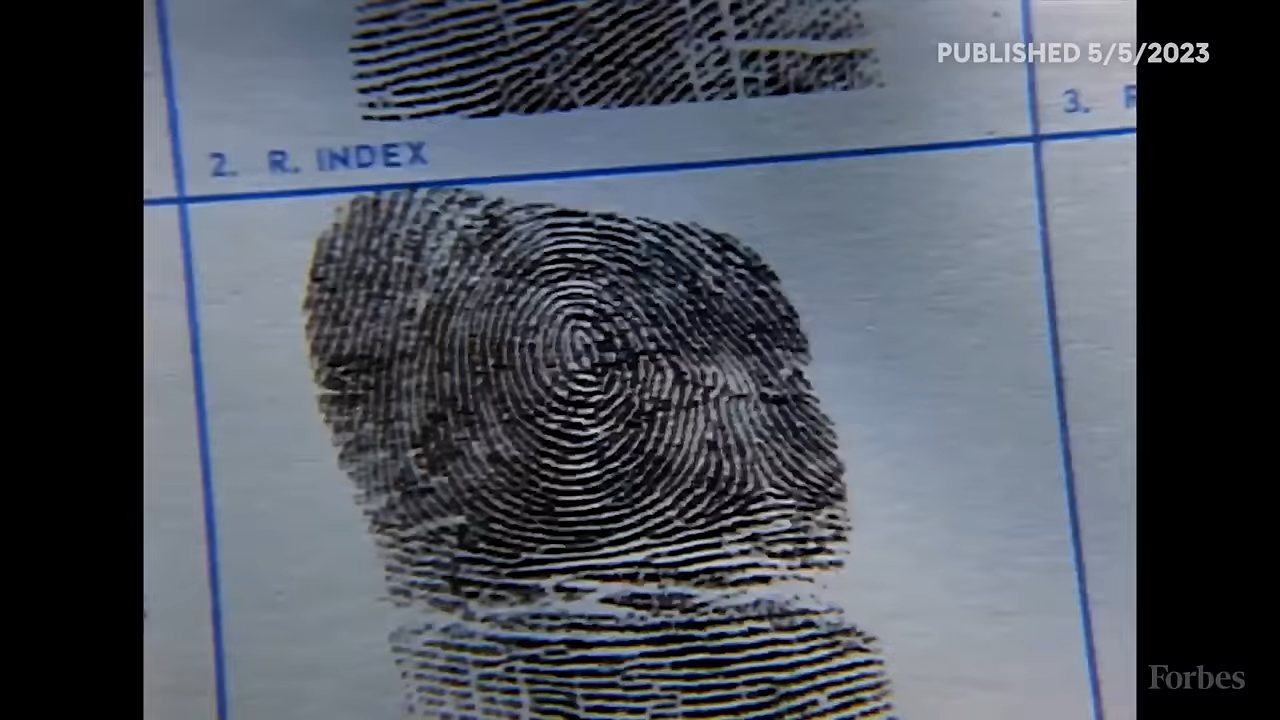 PUBLISHED 5/5/2023
3.
2. R. INDEX
Forbes